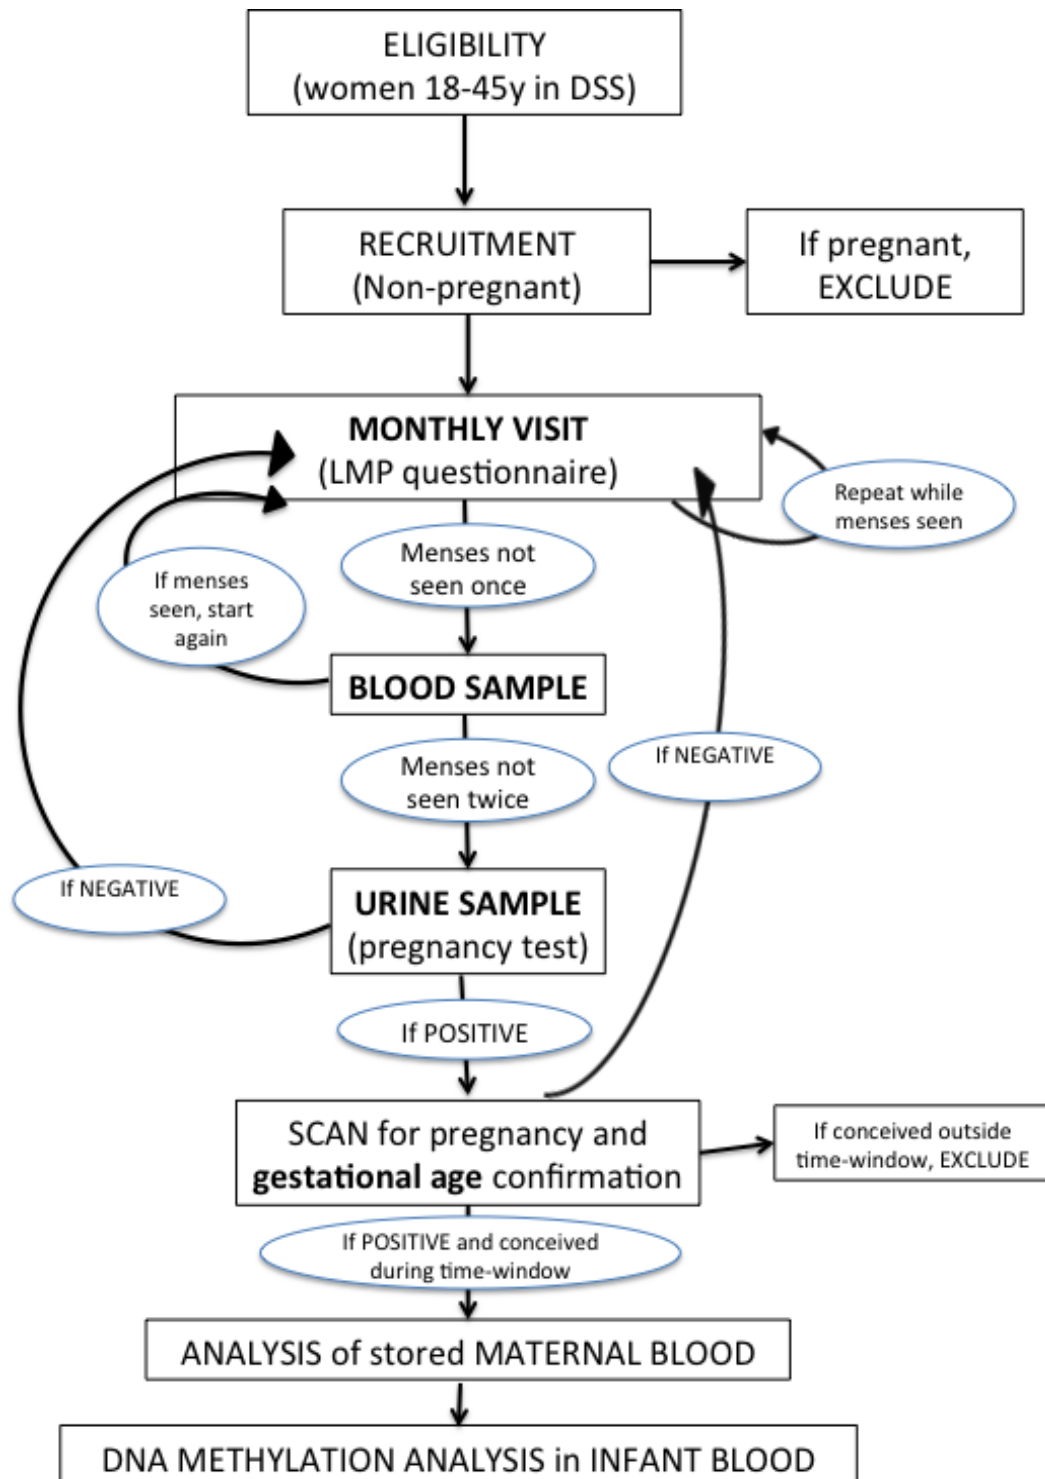 ELIGIBILITY
(women 18-45y in DSS)
RECRUITMENT
(Non-pregnant)
If pregnant,
EXCLUDE
MONTHLY VISIT
(LMP questionnaire)
Repeat while
menses seen
Menses not
seen once
If menses
seen, start
again
BLOOD SAMPLE
Menses not
seen twice
If NEGATIVE
If NEGATIVE
URINE SAMPLE
(pregnancy test)
If POSITIVE
SCAN for pregnancy and
gestational age confirmation
If conceived outside
time-window, EXCLUDE
If POSITIVE and conceived
during time-window
ANALYSIS of stored MATERNAL BLOOD
DNA METHYLATION ANALYSIS in INFANT BLOOD